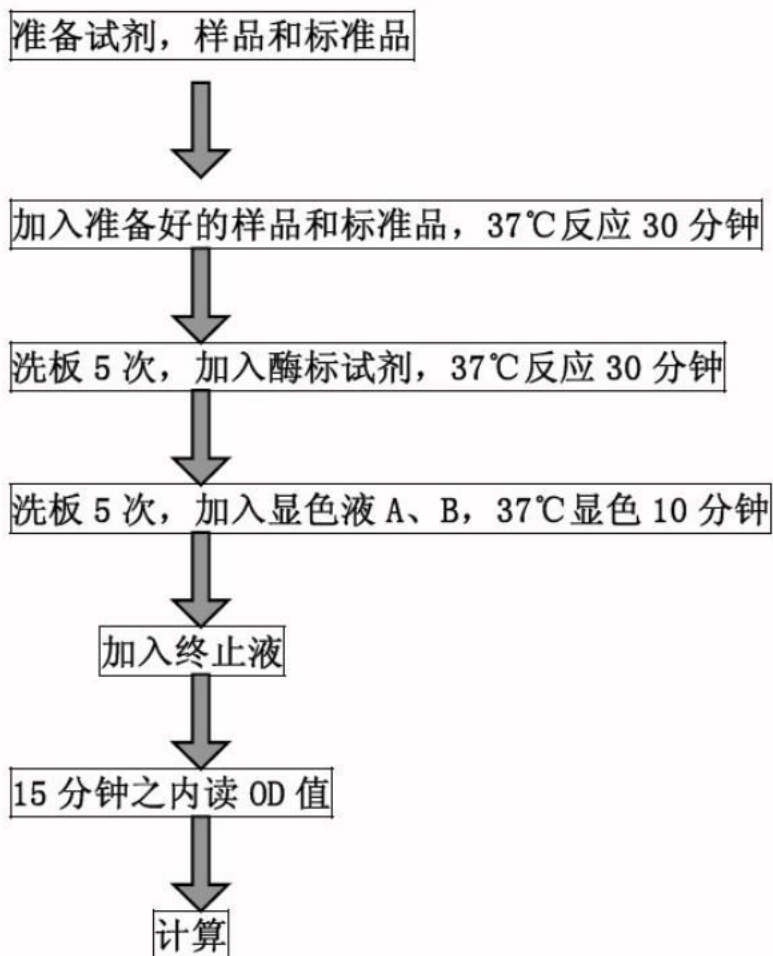 准备试剂，样品和标准品
加入准备好的样品和标准品，37℃反应 30 分钟
洗板 5 次，加入酶标试剂，37℃反应 30 分钟
洗板 5 次，加入显色液 A、B，37℃显色 10 分钟
加入终止液
15 分钟之内读 OD 值
计算